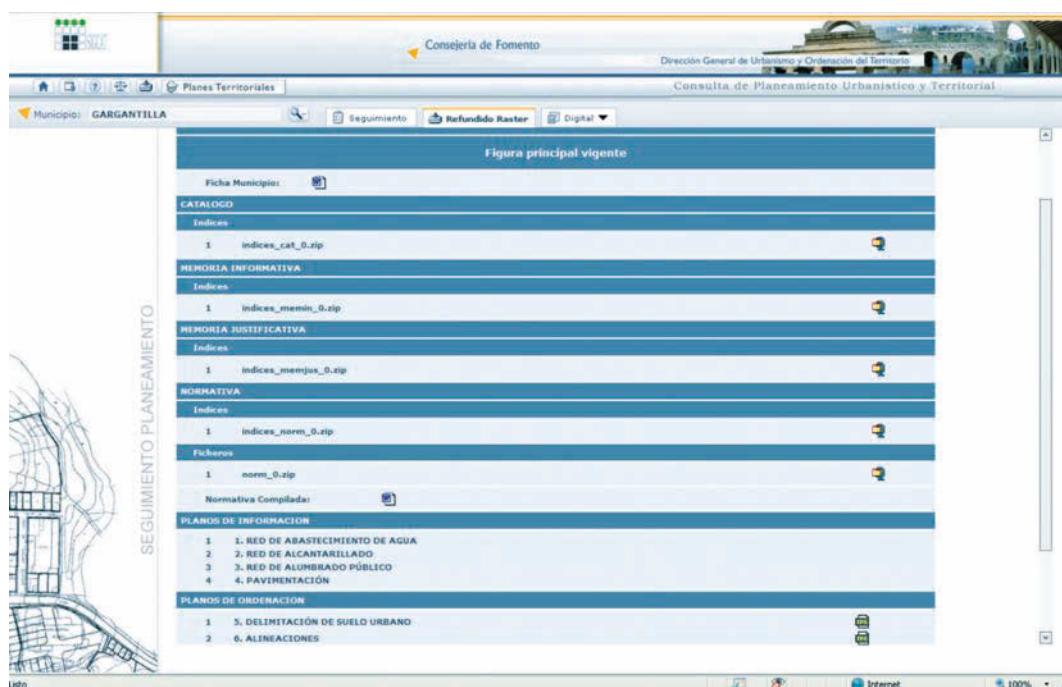 Consejería de Fomento
Dirección General de Urbanismo y Ordenación del Territorio
Planes Territoriales
Consulta de Planeamiento Urbanístico y Territorial
Municipio: GARGANTILLA
Seguimiento
Refundido Raster
Digital
Figura principal vigente
Ficha Municipio:
CATALOGO
Indices
1 indices_cat_0.zip
MEMORIA INFORMATIVA
Indices
1 indices_memin_0.zip
MEMORIA JUSTIFICATIVA
Indices
1 indices_memjus_0.zip
NORMATIVA
Indices
1 indices_norm_0.zip
Ficheros
1 norm_0.zip
Normativa Compilada:
PLANOS DE INFORMACION
1 1. RED DE ABASTECIMIENTO DE AGUA
2 2. RED DE ALCANTARILLADO
3 3. RED DE ALUMBRADO PÚBLICO
4 4. PAVIMENTACIÓN
PLANOS DE ORDENACION
1 5. DELIMITACIÓN DE SUELO URBANO
2 6. ALINEACIONES
SEGUIMIENTO PLANEAMIENTO
Listo
Internet
100%